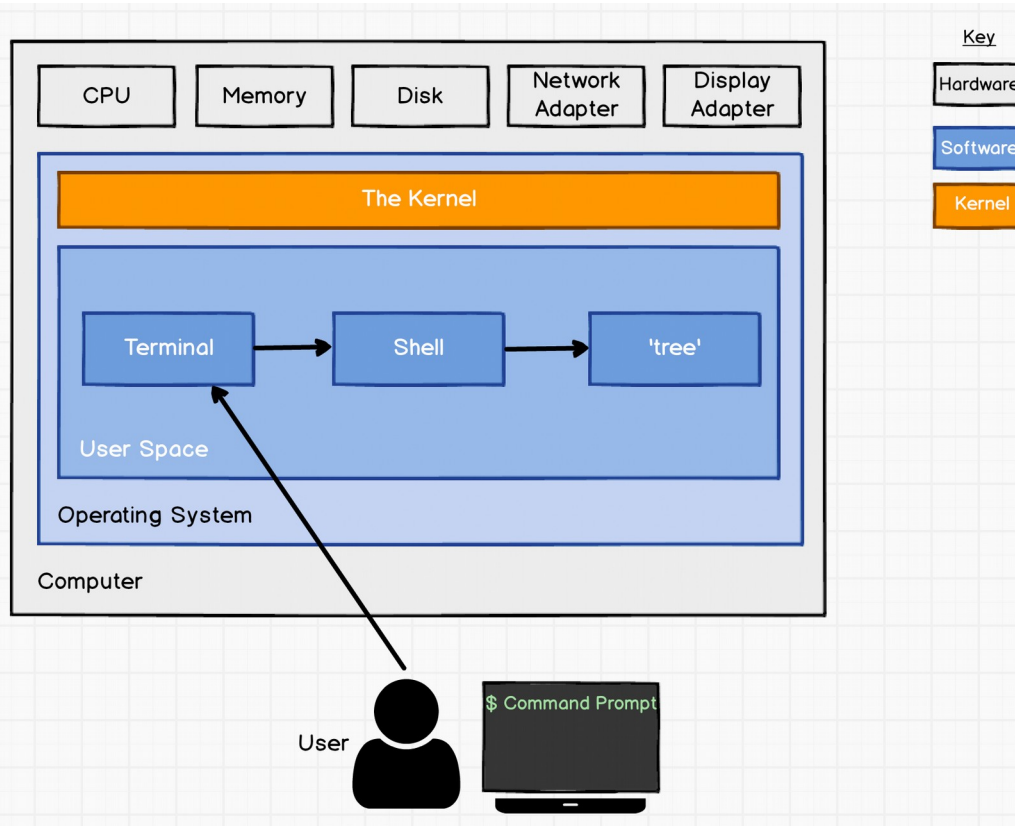 Key
CPU
Memory
Disk
Network
Adapter
Display
Adapter
Hardware
Software
Kernel
The Kernel
Terminal
Shell
'tree'
User Space
Operating System
Computer
User
$ Command Prompt